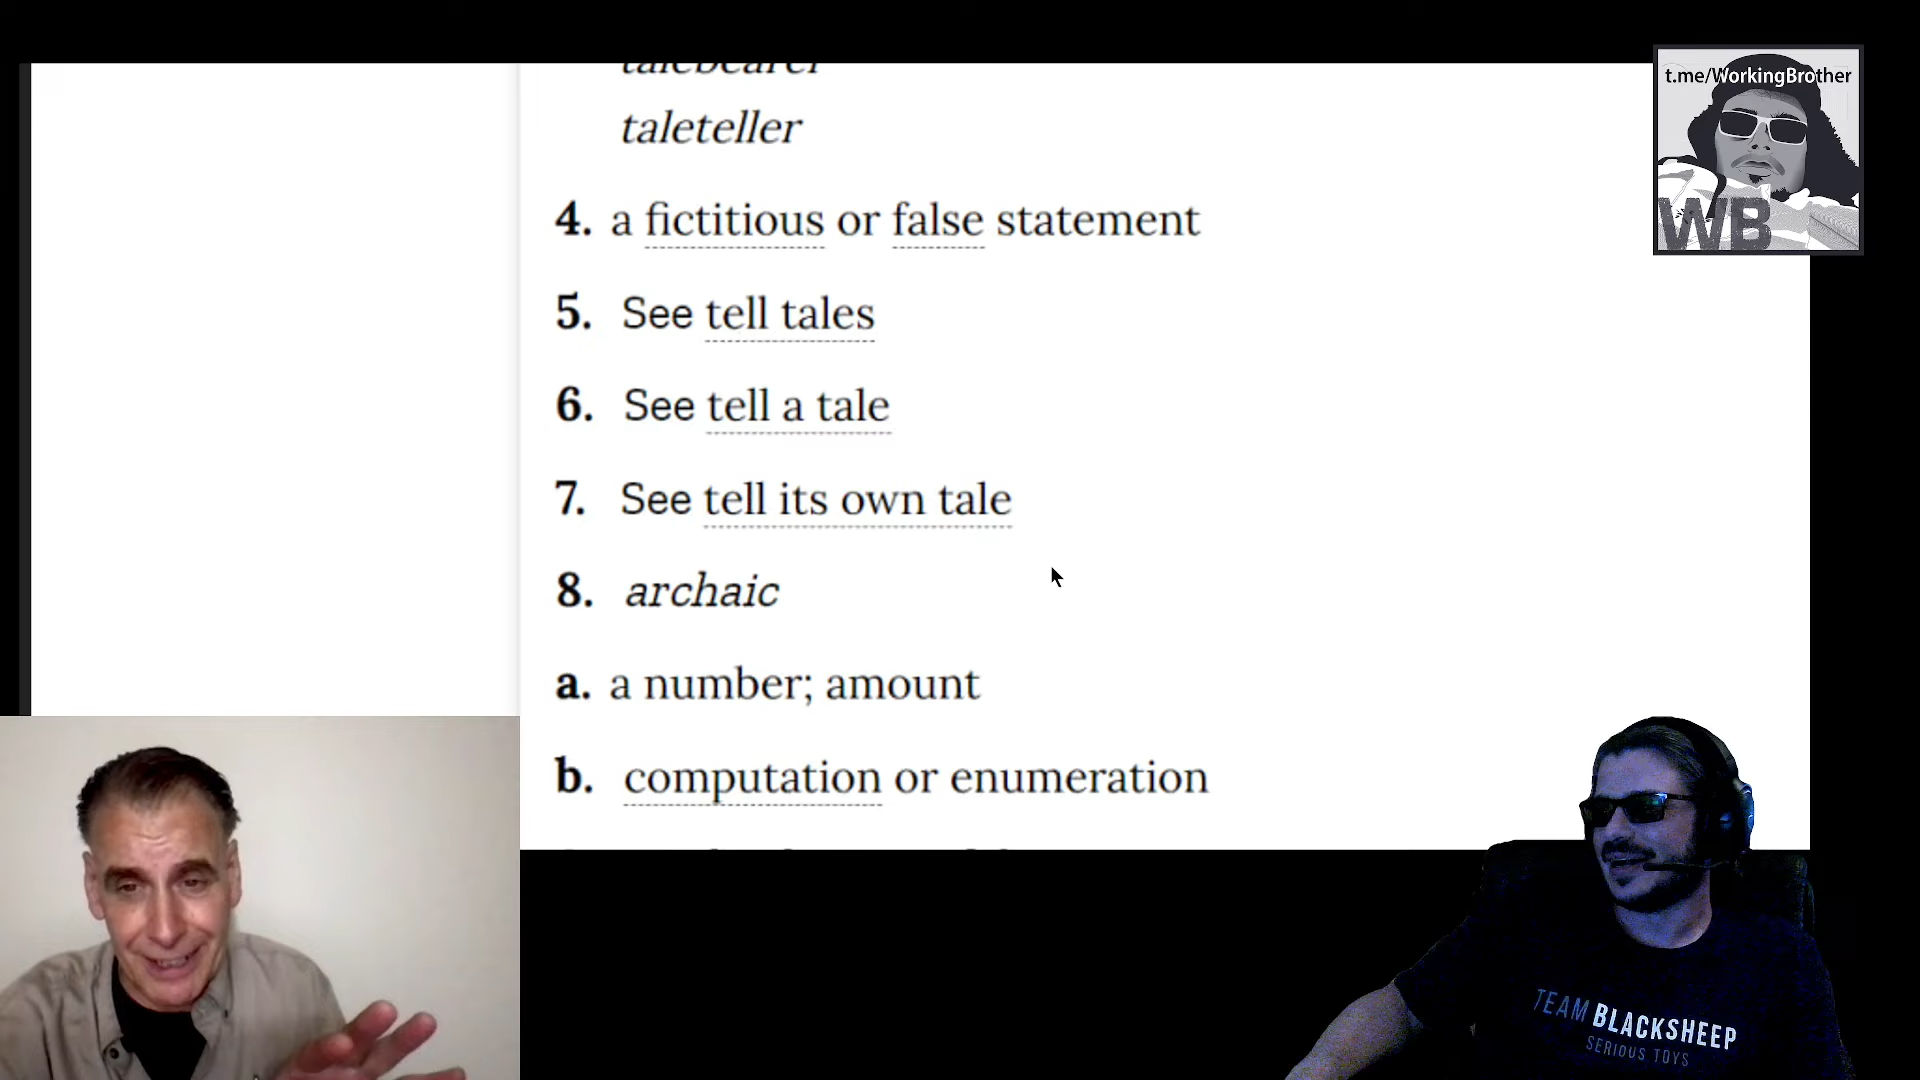 talebearer
taleteller
4. a fictitious or false statement
5. See tell tales
6. See tell a tale
7. See tell its own tale
8. archaic
a. a number; amount
b. computation or enumeration
t.me/WorkingBrother
WB
TEAM BLACKSHEEP
SERIOUS TOYS